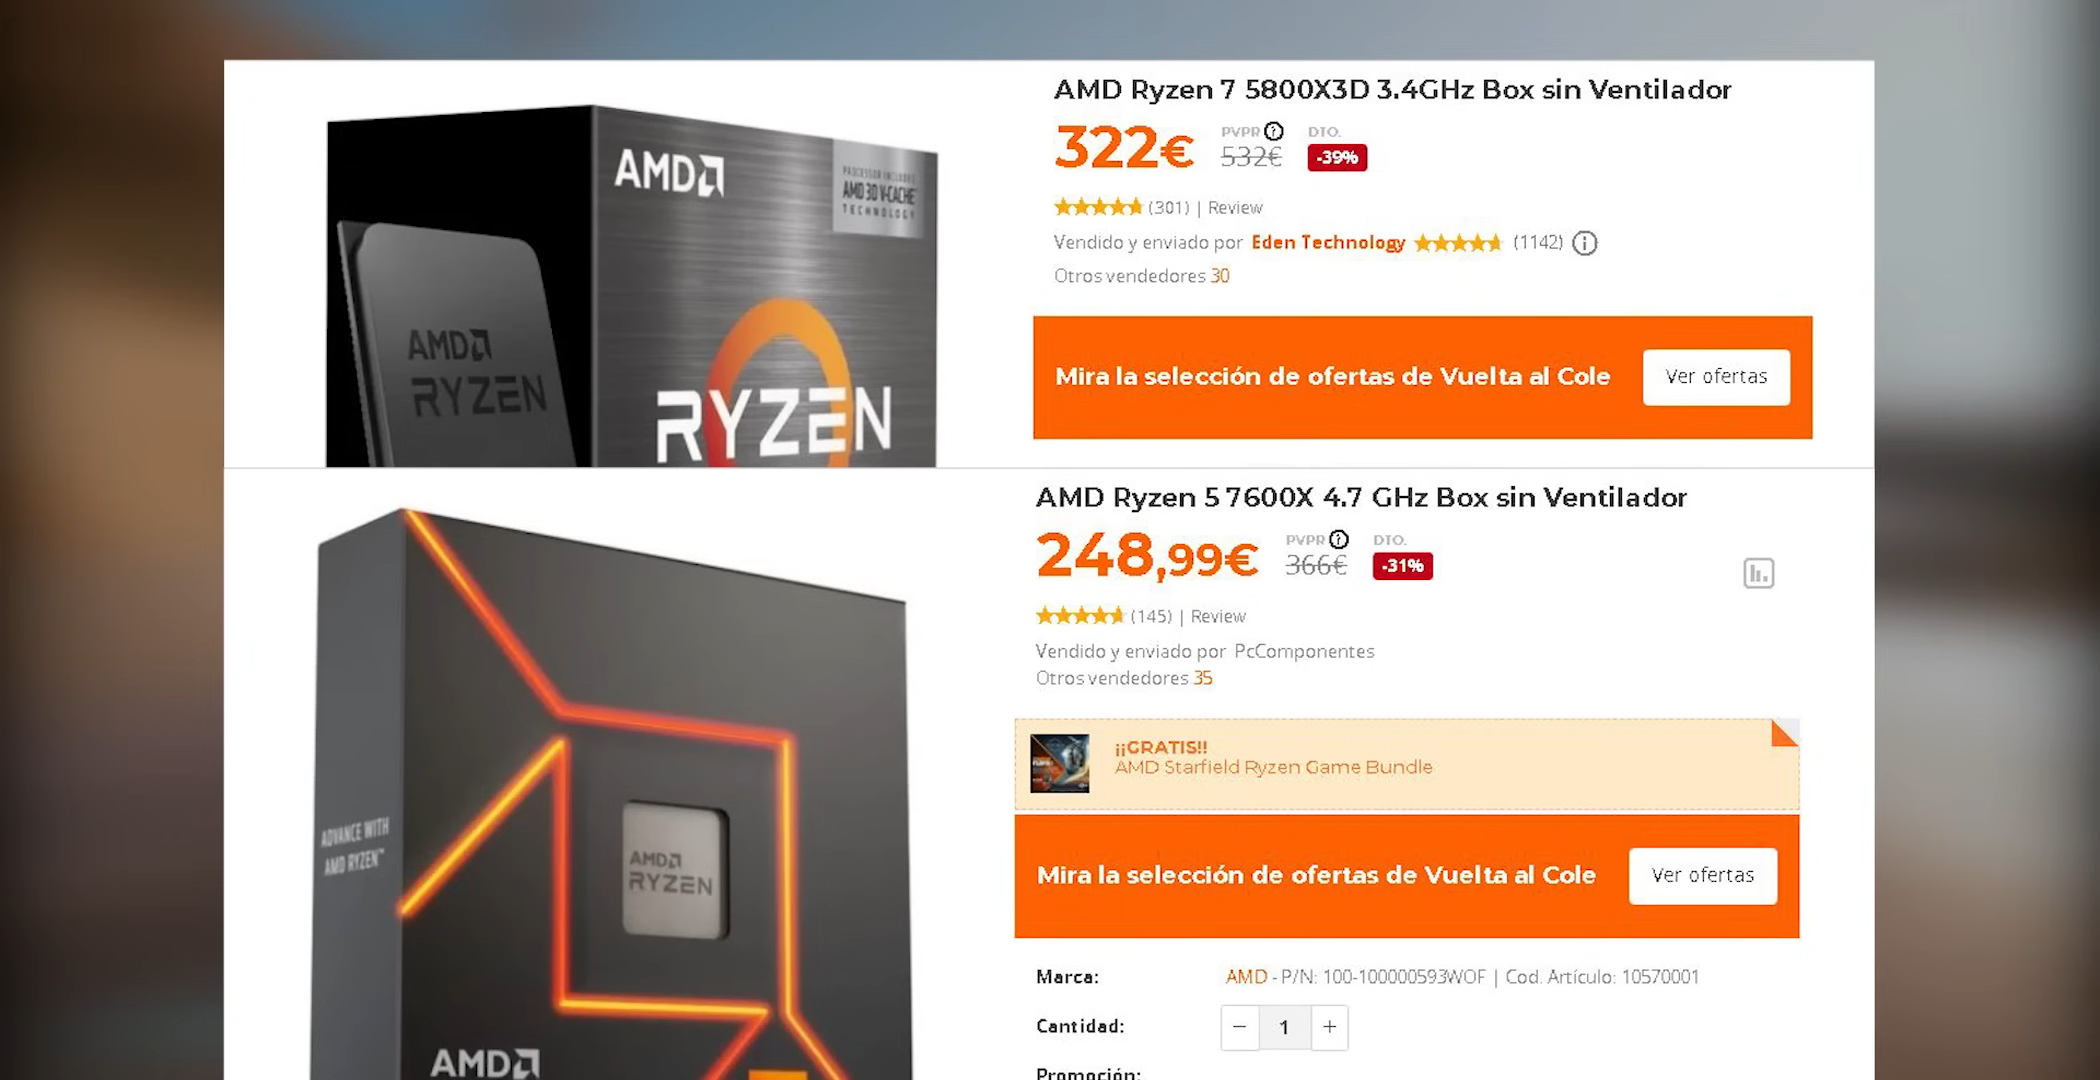 AMD Ryzen 7 5800X3D 3.4GHz Box sin Ventilador
322€ PVPR 532€ DTO. -39%
(301) | Review
Vendido y enviado por Eden Technology (1142)
Otros vendedores 30
Mira la selección de ofertas de Vuelta al Cole Ver ofertas
AMD
PROCESSOR INCLUDES
AMD 3D V-CACHE
TECHNOLOGY
AMD
RYZEN
RYZEN
AMD Ryzen 5 7600X 4.7 GHz Box sin Ventilador
248,99€ PVPR 366€ DTO. -31%
(145) | Review
Vendido y enviado por PcComponentes
Otros vendedores 35
¡¡GRATIS!!
AMD Starfield Ryzen Game Bundle
Mira la selección de ofertas de Vuelta al Cole Ver ofertas
Marca: AMD - P/N: 100-100000593WOF | Cod. Artículo: 10570001
Cantidad: − 1 +
Promoción:
ADVANCE WITH
AMD RYZEN™
AMD
RYZEN
AMD